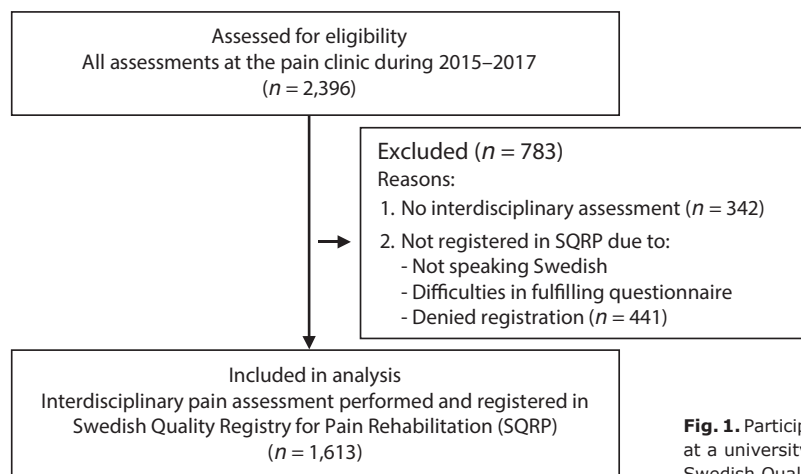 Assessed for eligibility
All assessments at the pain clinic during 2015–2017
(n = 2,396)
Excluded (n = 783)
Reasons:
1. No interdisciplinary assessment (n = 342)
2. Not registered in SQRP due to:
- Not speaking Swedish
- Difficulties in fulfilling questionnaire
- Denied registration (n = 441)
Included in analysis
Interdisciplinary pain assessment performed and registered in
Swedish Quality Registry for Pain Rehabilitation (SQRP)
(n = 1,613)
Fig. 1. Particip
at a university
Swedish Qual